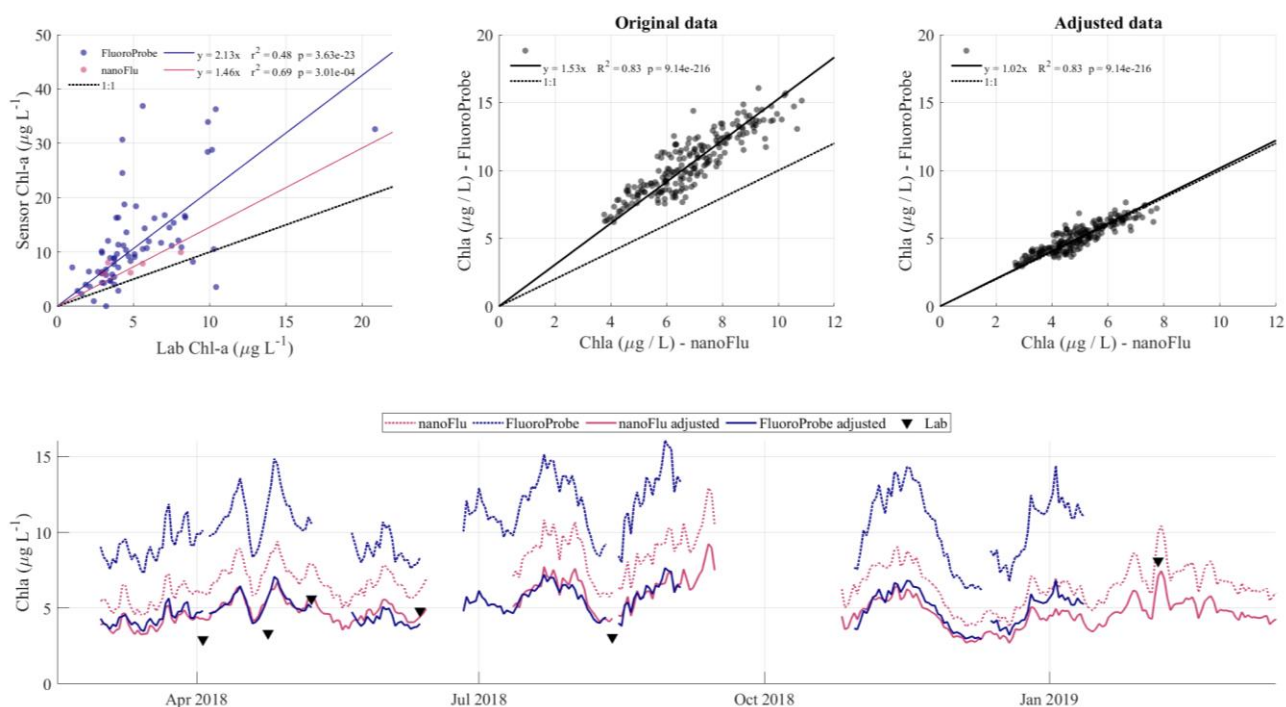 Original data
Adjusted data
50
40
30
20
10
0
Sensor Chl-a (μg L⁻¹)
FluoroProbe y = 2.13x r² = 0.48 p = 3.63e-23
nanoFlu y = 1.46x r² = 0.69 p = 3.01e-04
1:1
0 5 10 15 20
Lab Chl-a (μg L⁻¹)
20
15
10
5
0
Chla (μg / L) - FluoroProbe
y = 1.53x R² = 0.83 p = 9.14e-216
1:1
0 2 4 6 8 10 12
Chla (μg / L) - nanoFlu
20
15
10
5
0
Chla (μg / L) - FluoroProbe
y = 1.02x R² = 0.83 p = 9.14e-216
1:1
0 2 4 6 8 10 12
Chla (μg / L) - nanoFlu
nanoFlu FluoroProbe nanoFlu adjusted FluoroProbe adjusted Lab
15
10
5
0
Chla (μg L⁻¹)
Apr 2018 Jul 2018 Oct 2018 Jan 2019